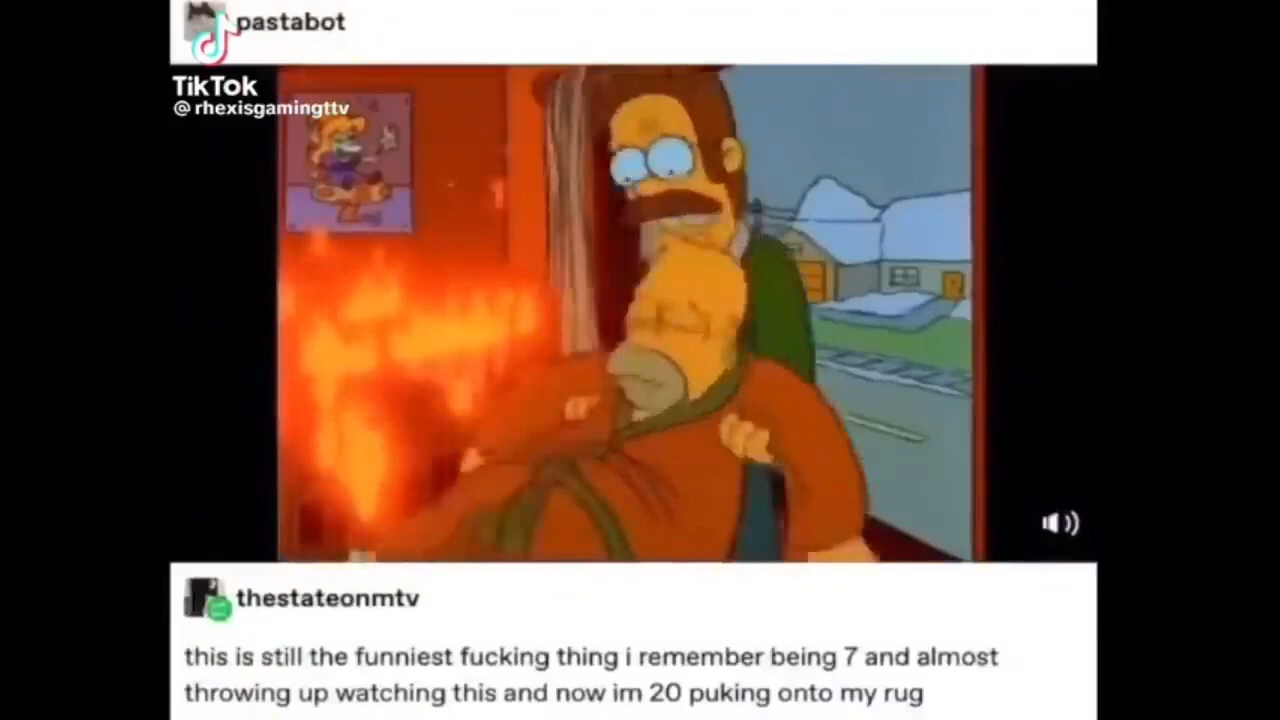 pastabot
TikTok
@rhexisgamingttv
thestateonmtv
this is still the funniest fucking thing i remember being 7 and almost
throwing up watching this and now im 20 puking onto my rug